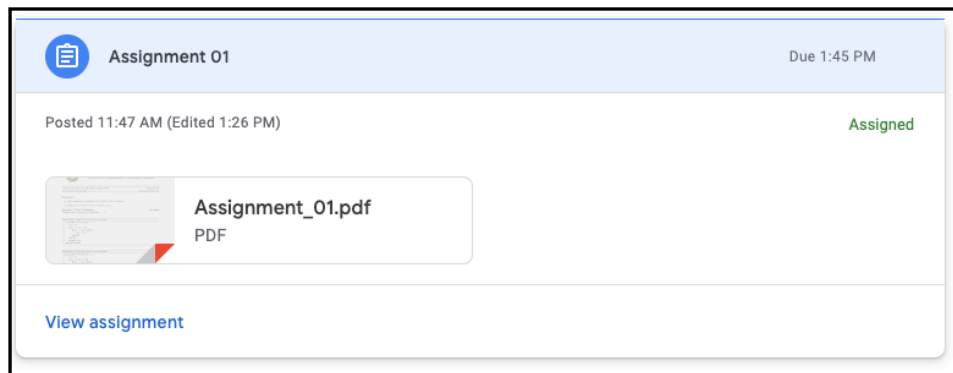 Assignment 01
Due 1:45 PM
Posted 11:47 AM (Edited 1:26 PM)
Assigned
Assignment_01.pdf
PDF
View assignment